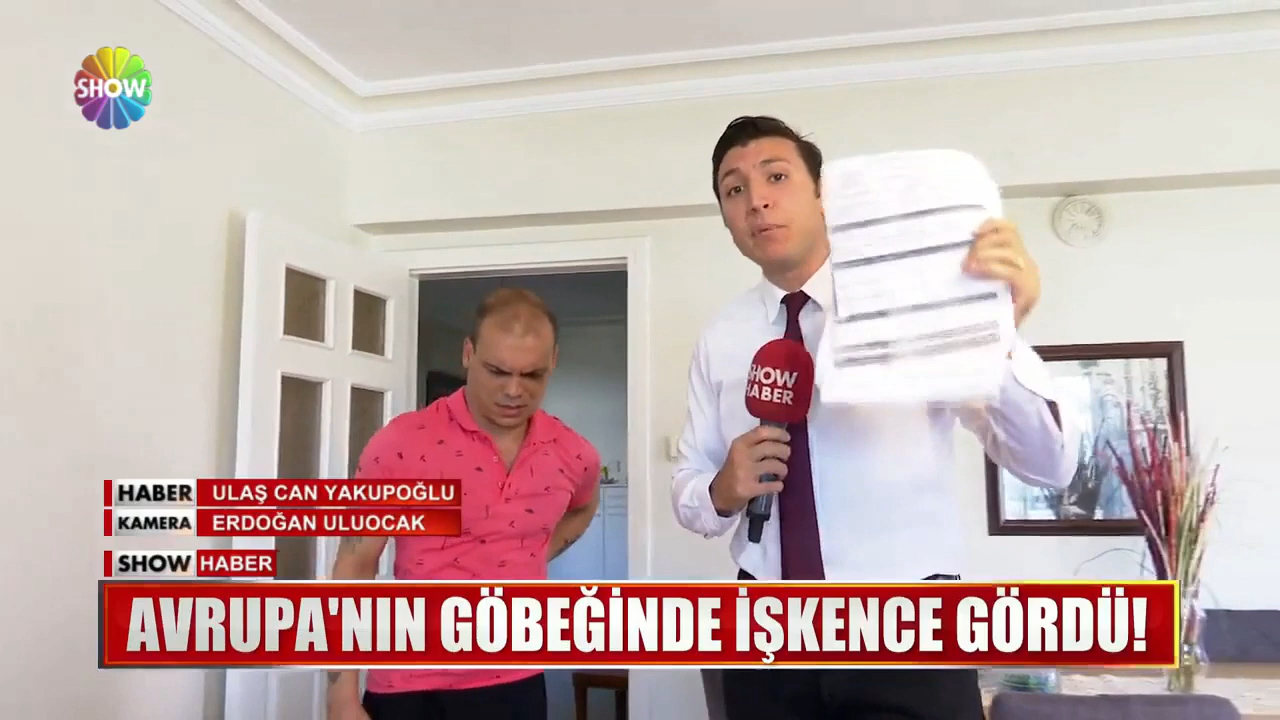 SHOW
SHOW
HABER
HABER ULAŞ CAN YAKUPOĞLU
KAMERA ERDOĞAN ULUOCAK
SHOW HABER
AVRUPA'NIN GÖBEĞİNDE İŞKENCE GÖRDÜ!